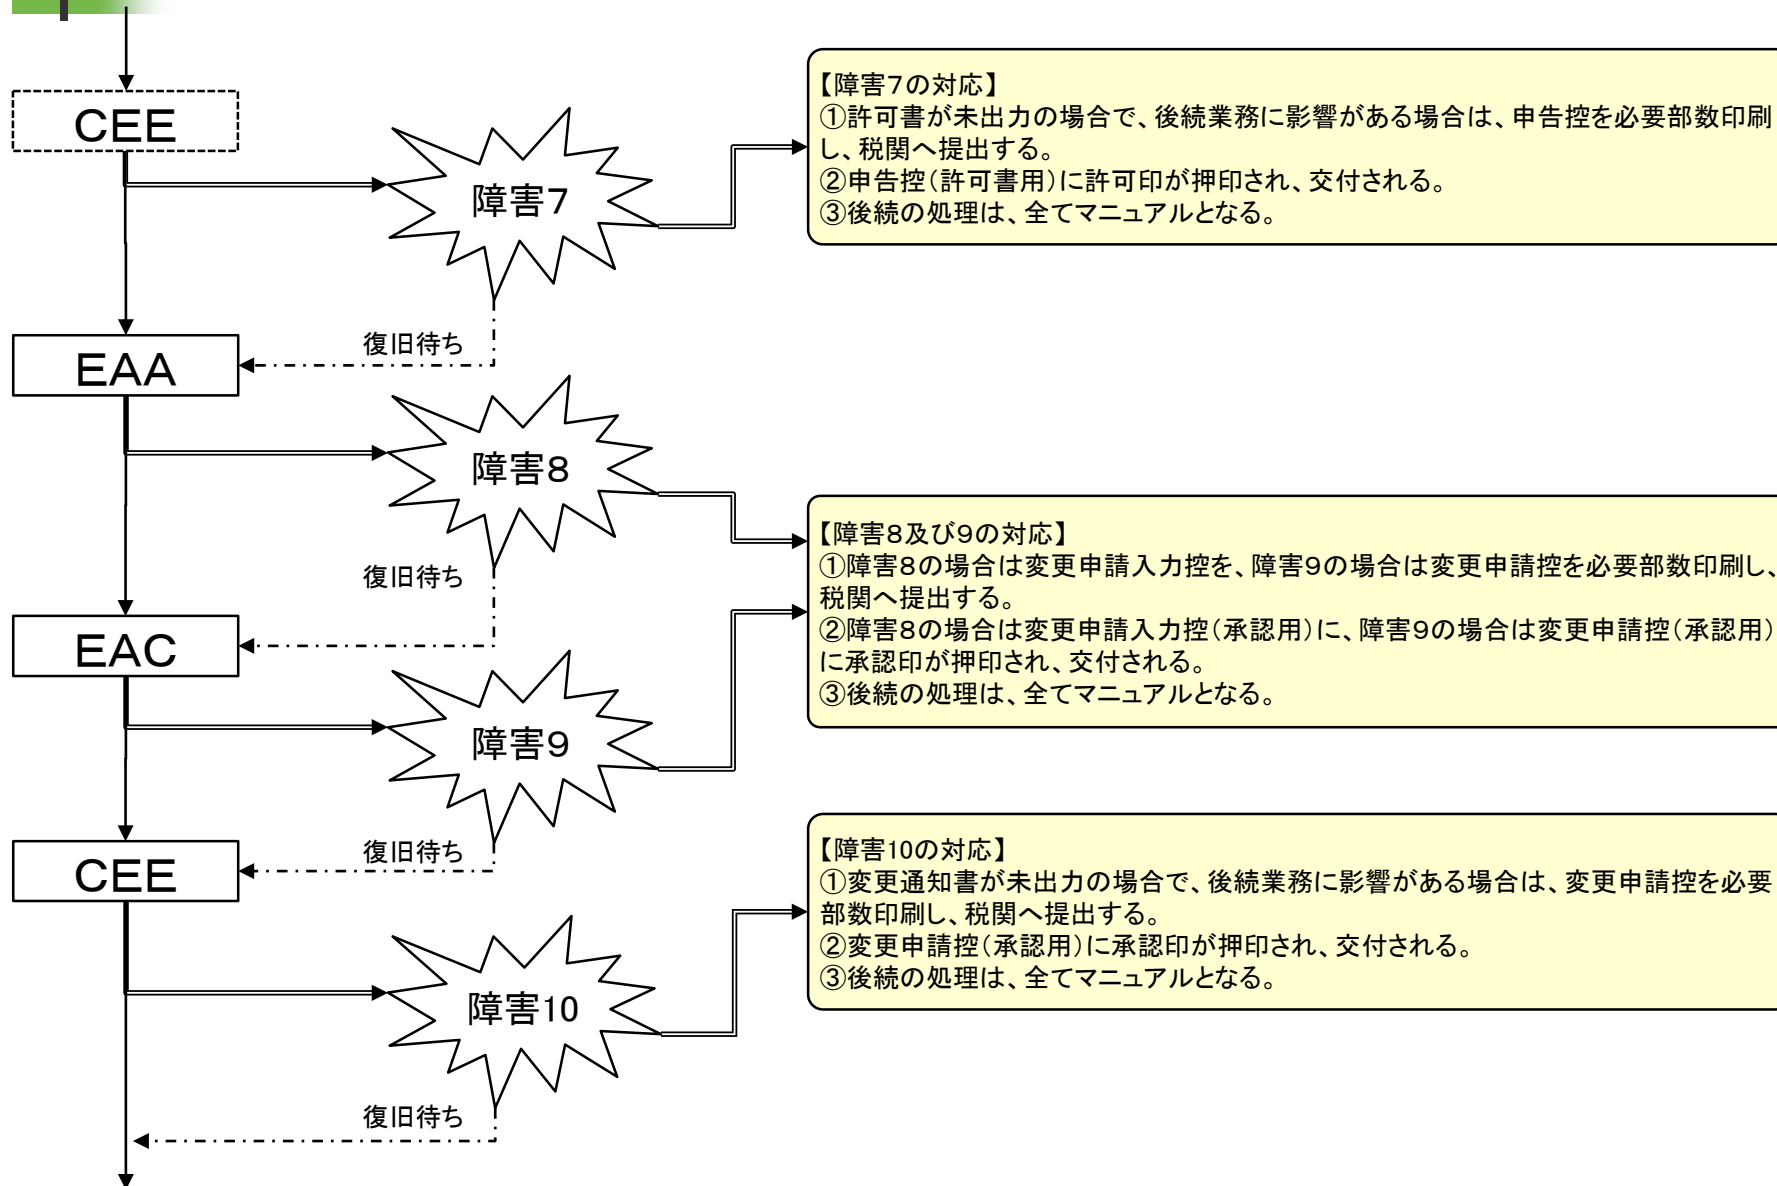 CEE
障害7
【障害7の対応】
①許可書が未出力の場合で、後続業務に影響がある場合は、申告控を必要部数印刷
し、税関へ提出する。
②申告控(許可書用)に許可印が押印され、交付される。
③後続の処理は、全てマニュアルとなる。
復旧待ち
EAA
障害8
【障害8及び9の対応】
①障害8の場合は変更申請入力控を、障害9の場合は変更申請控を必要部数印刷し、
税関へ提出する。
②障害8の場合は変更申請入力控(承認用)に、障害9の場合は変更申請控(承認用)
に承認印が押印され、交付される。
③後続の処理は、全てマニュアルとなる。
復旧待ち
EAC
障害9
復旧待ち
CEE
【障害10の対応】
①変更通知書が未出力の場合で、後続業務に影響がある場合は、変更申請控を必要
部数印刷し、税関へ提出する。
②変更申請控(承認用)に承認印が押印され、交付される。
③後続の処理は、全てマニュアルとなる。
障害10
復旧待ち